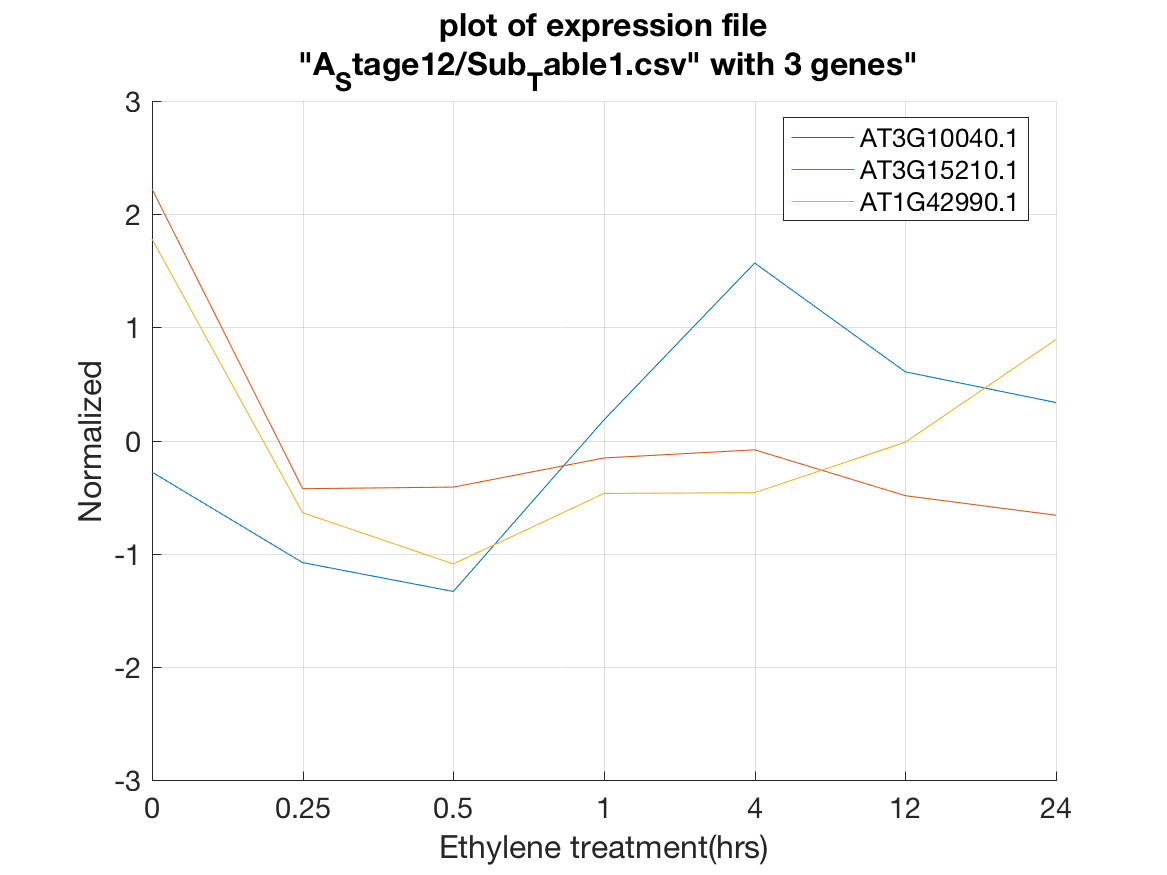 plot of expression file
"A_Stage12/Sub_Table1.csv" with 3 genes"
3
AT3G10040.1
AT3G15210.1
AT1G42990.1
2
1
0
-1
-2
-3
Normalized
0 0.25 0.5 1 4 12 24
Ethylene treatment(hrs)